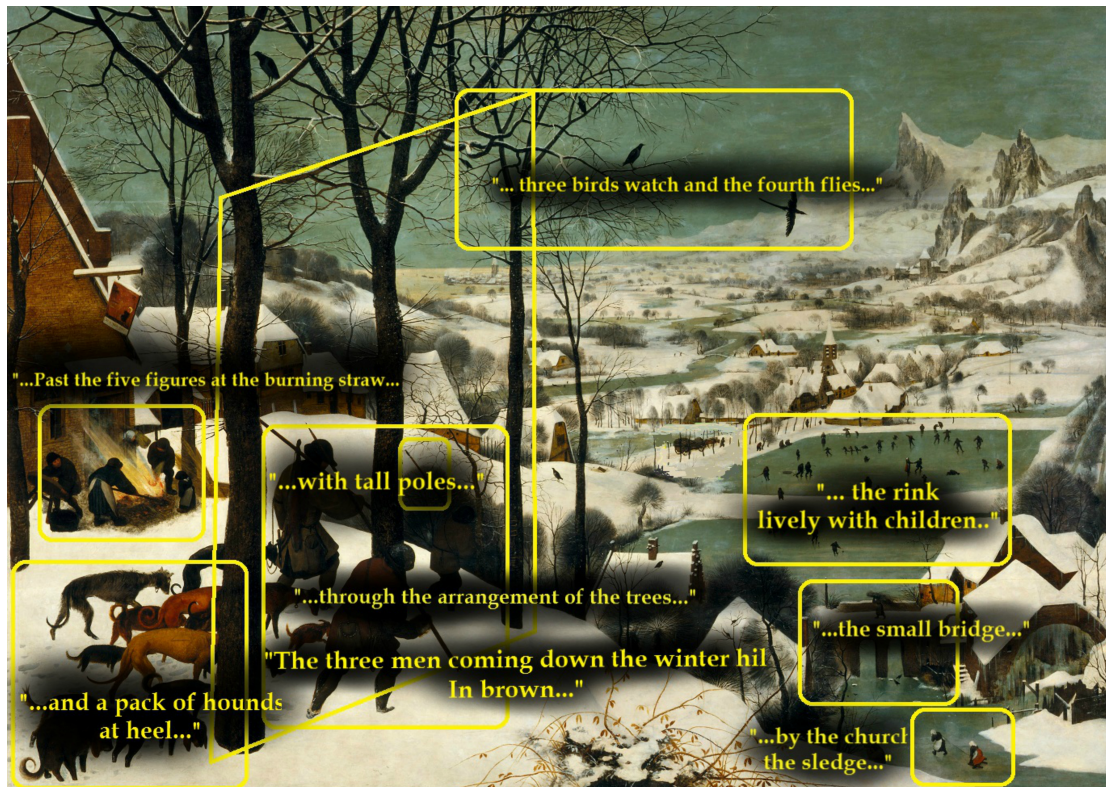 "... three birds watch and the fourth flies..."
"...Past the five figures at the burning straw...
"...with tall poles..."
"... the rink
lively with children.."
"...through the arrangement of the trees..."
"...the small bridge..."
"The three men coming down the winter hil
In brown..."
"...and a pack of hounds
at heel..."
"...by the church
the sledge..."